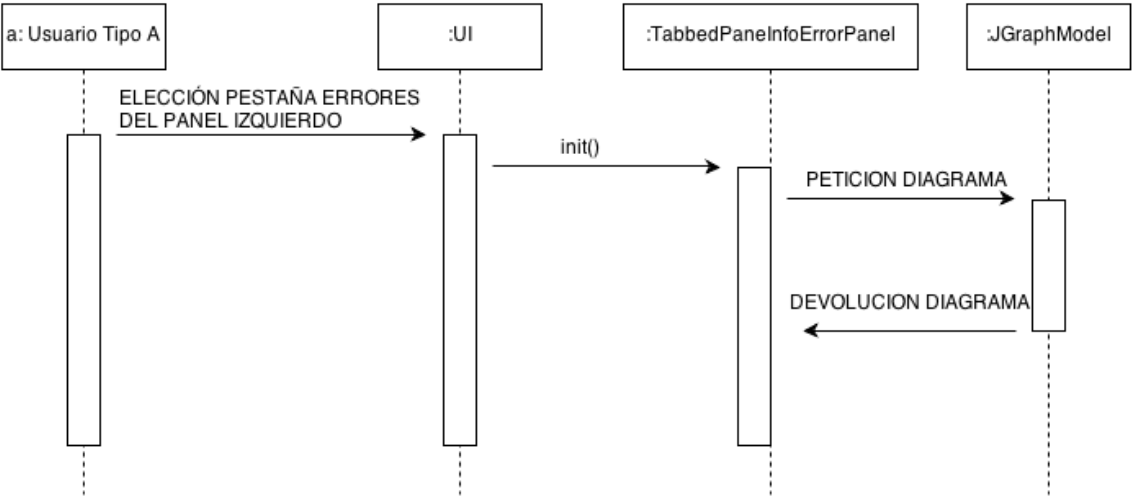 a: Usuario Tipo A
:UI
:TabbedPaneInfoErrorPanel
:JGraphModel
ELECCIÓN PESTAÑA ERRORES
DEL PANEL IZQUIERDO
init()
PETICION DIAGRAMA
DEVOLUCION DIAGRAMA